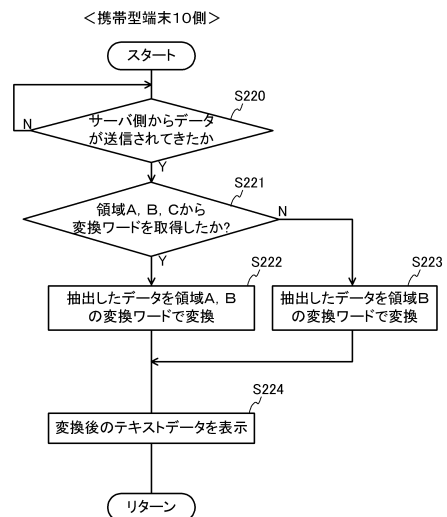 ＜携帯型端末１０側＞
スタート
S220
サーバ側からデータ
が送信されてきたか
N
Y
S221
領域A, B, Cから
変換ワードを取得したか?
N
Y
S222
抽出したデータを領域A, B
の変換ワードで変換
S223
抽出したデータを領域B
の変換ワードで変換
S224
変換後のテキストデータを表示
リターン